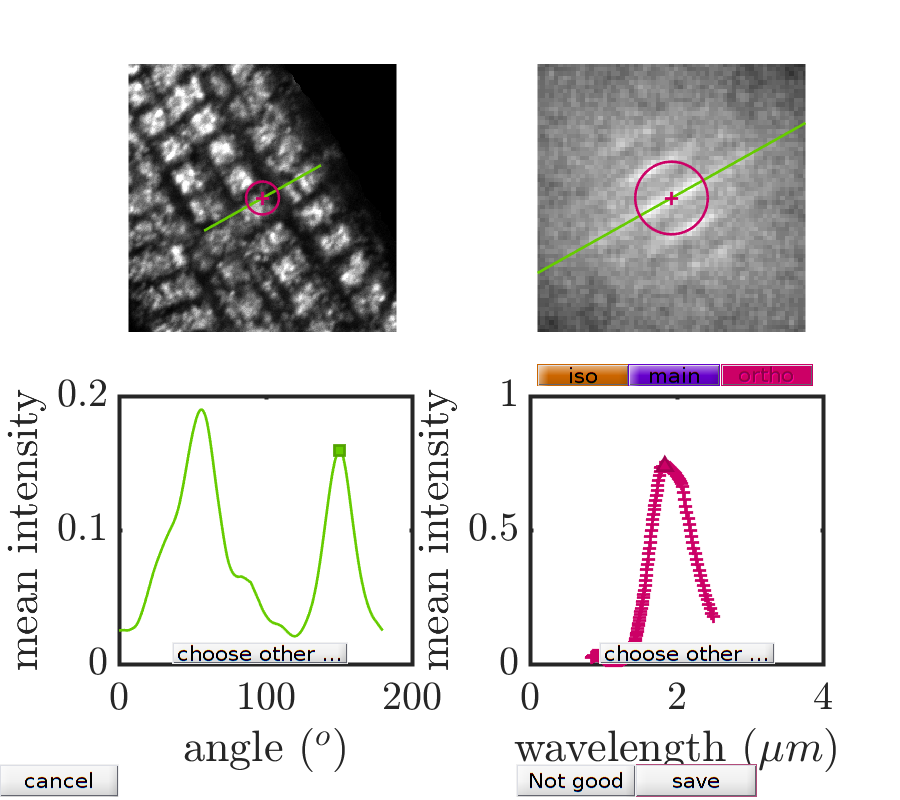 iso main ortho
0.2
0.1
0
0 100 200
mean intensity
angle (o)
choose other ...
1
0.5
0
0 2 4
mean intensity
wavelength (μm)
choose other ...
cancel
Not good
save